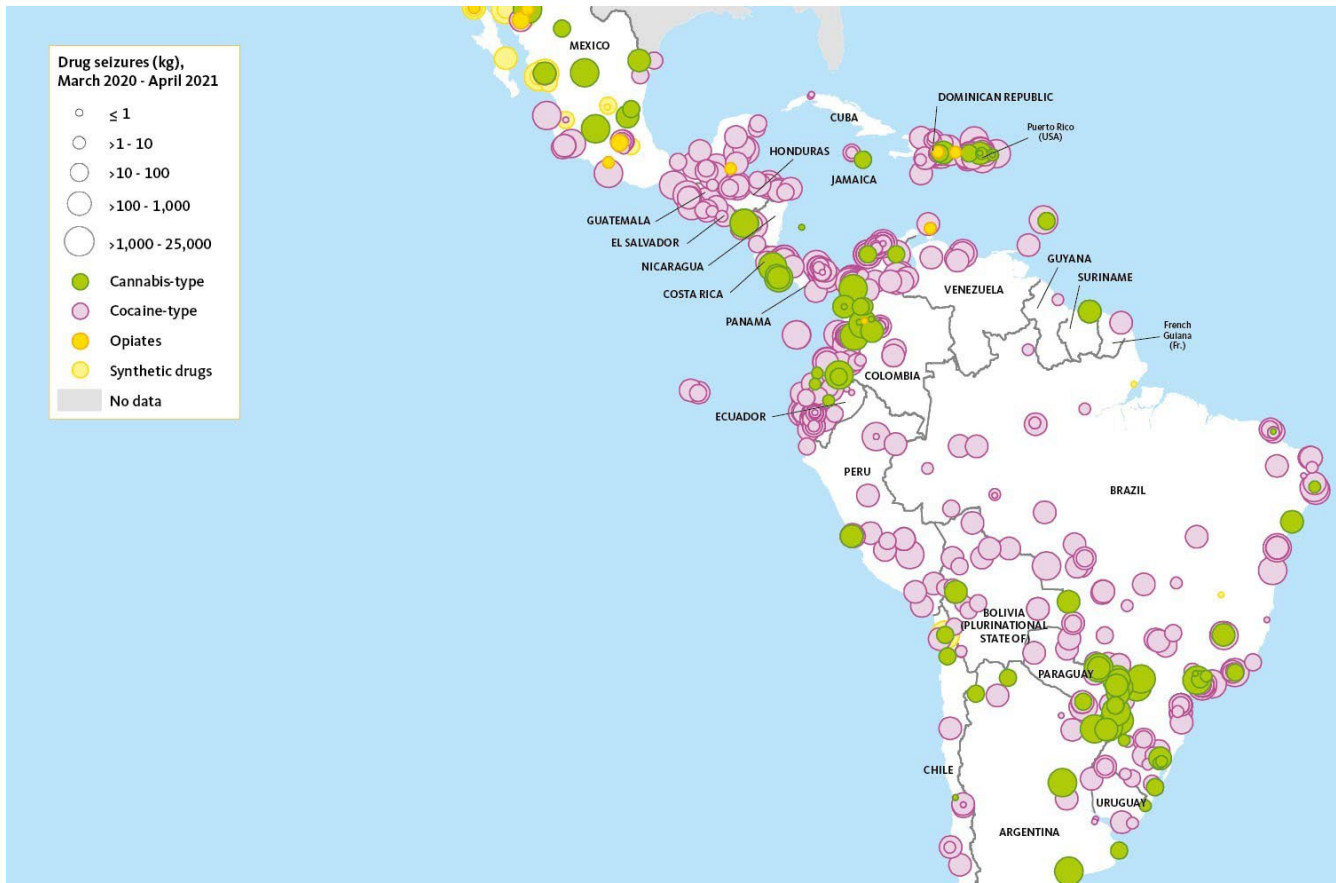 Drug seizures (kg),
March 2020 - April 2021
≤ 1
>1 - 10
>10 - 100
>100 - 1,000
>1,000 - 25,000
Cannabis-type
Cocaine-type
Opiates
Synthetic drugs
No data
MEXICO
CUBA
DOMINICAN REPUBLIC
Puerto Rico
(USA)
HONDURAS
JAMAICA
GUATEMALA
EL SALVADOR
NICARAGUA
COSTA RICA
PANAMA
VENEZUELA
GUYANA
SURINAME
French
Guiana
(Fr.)
COLOMBIA
ECUADOR
PERU
BRAZIL
BOLIVIA
(PLURINATIONAL
STATE OF)
PARAGUAY
CHILE
URUGUAY
ARGENTINA